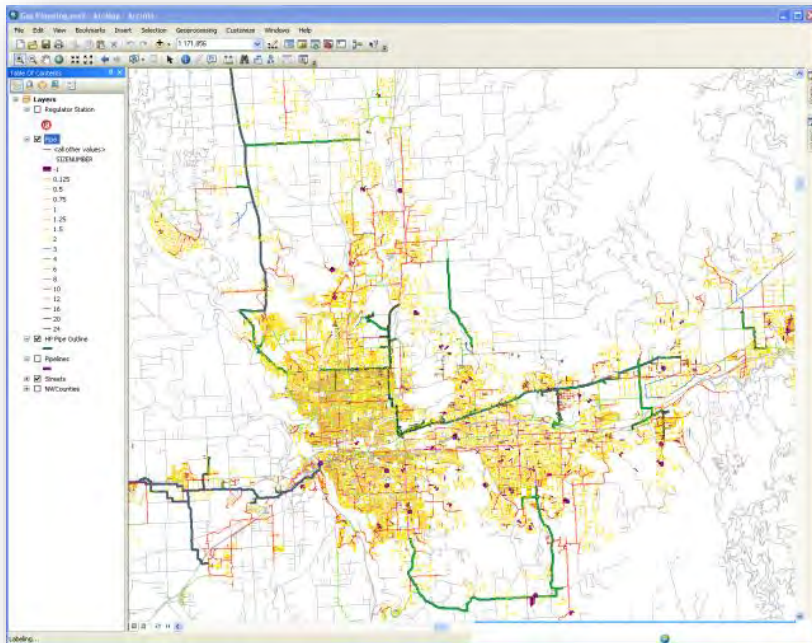 Gas Planning.mxd - ArcMap - ArcInfo
File Edit View Bookmarks Insert Selection Geoprocessing Customize Windows Help
1:171,856
Table Of Contents
Layers
Regulator Station
Pipe
<all other values>
SIZENUMBER
-1
0.125
0.5
0.75
1
1.25
1.5
2
3
4
6
8
10
12
16
20
24
HP Pipe Outline
Pipelines
Streets
NWCounties
Labeling...